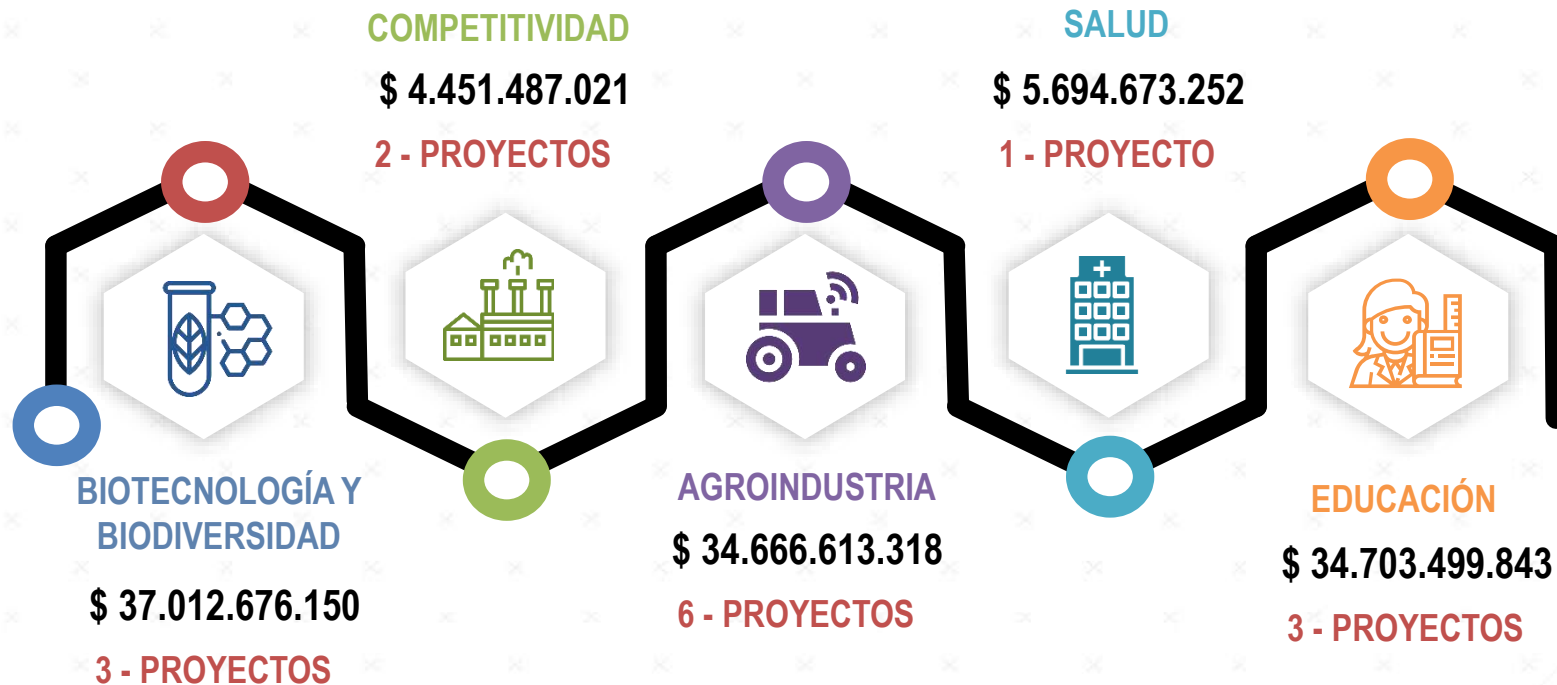 COMPETITIVIDAD
$ 4.451.487.021
2 - PROYECTOS
SALUD
$ 5.694.673.252
1 - PROYECTO
BIOTECNOLOGÍA Y
BIODIVERSIDAD
$ 37.012.676.150
3 - PROYECTOS
AGROINDUSTRIA
$ 34.666.613.318
6 - PROYECTOS
EDUCACIÓN
$ 34.703.499.843
3 - PROYECTOS